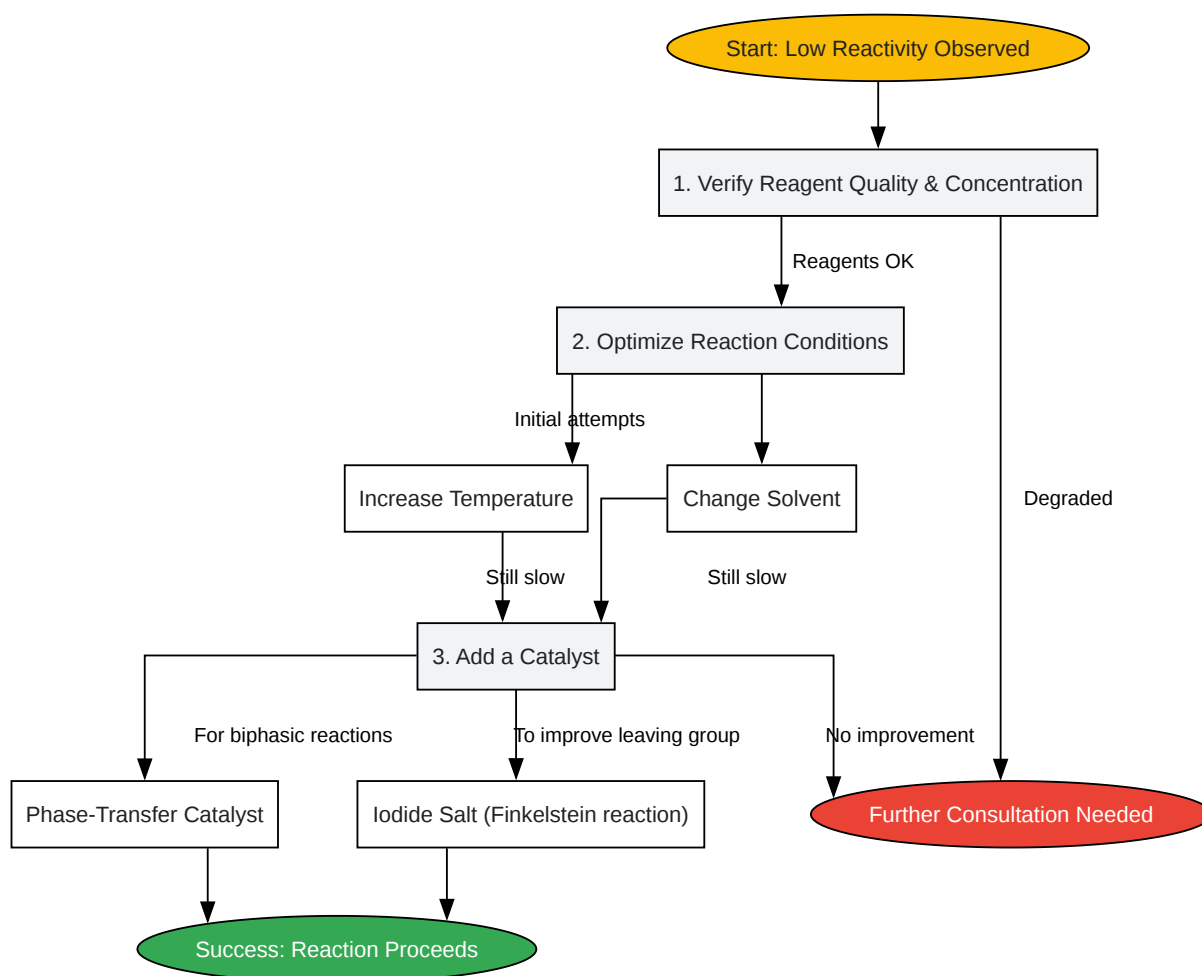 Start: Low Reactivity Observed
1. Verify Reagent Quality & Concentration
Reagents OK
2. Optimize Reaction Conditions
Initial attempts
Increase Temperature
Change Solvent
Degraded
Still slow
Still slow
3. Add a Catalyst
For biphasic reactions
To improve leaving group
No improvement
Phase-Transfer Catalyst
Iodide Salt (Finkelstein reaction)
Further Consultation Needed
Success: Reaction Proceeds